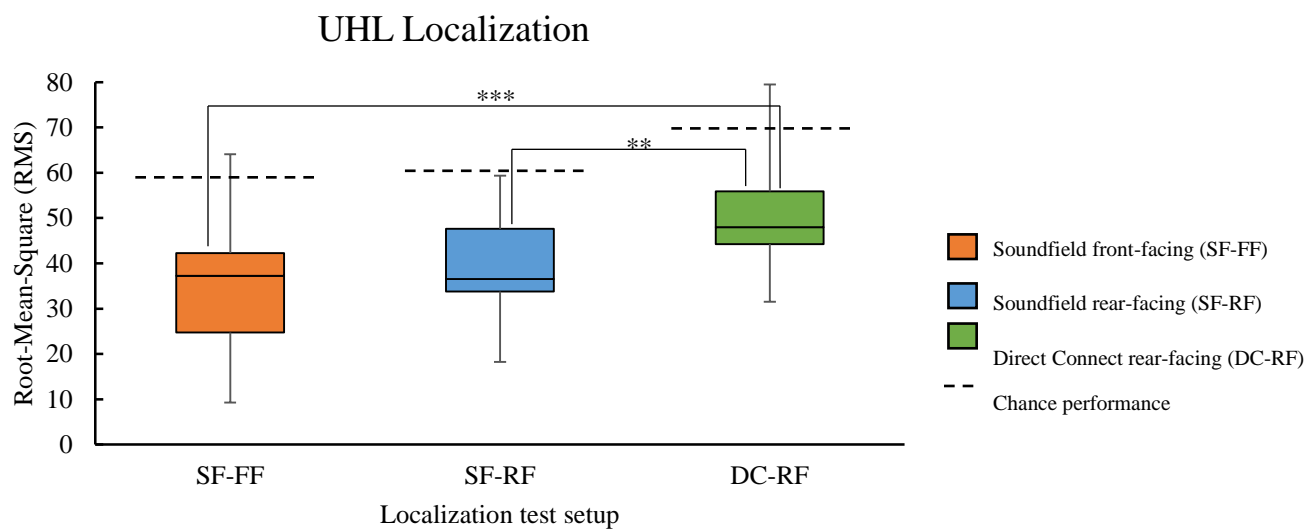 UHL Localization
Root-Mean-Square (RMS)
80
70
60
50
40
30
20
10
0
***
**
SF-FF
SF-RF
DC-RF
Localization test setup
Soundfield front-facing (SF-FF)
Soundfield rear-facing (SF-RF)
Direct Connect rear-facing (DC-RF)
Chance performance